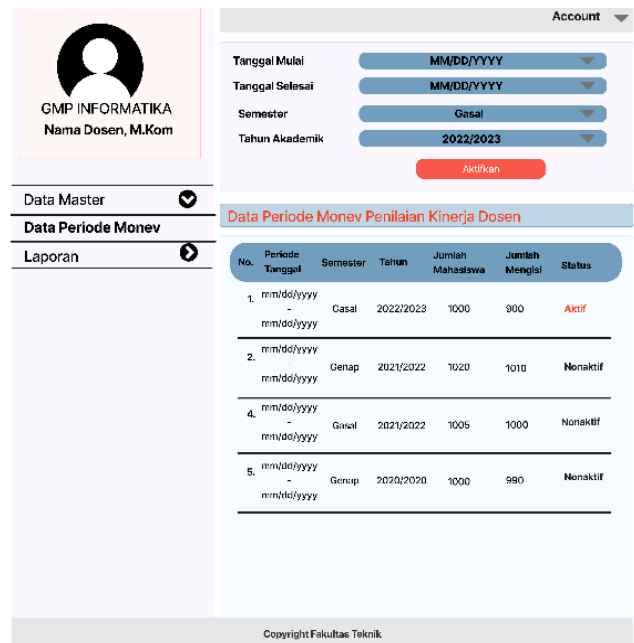 Account
GMP INFORMATIKA
Nama Dosen, M.Kom
Data Master
Data Periode Monev
Laporan
Tanggal Mulai MM/DD/YYYY
Tanggal Selesai MM/DD/YYYY
Semester Gasal
Tahun Akademik 2022/2023
Aktifkan
Data Periode Monev Penilaian Kinerja Dosen
No. Periode Tanggal Semester Tahun Jumlah Mahasiswa Jumlah Mengisi Status
1. mm/dd/yyyy - mm/dd/yyyy Gasal 2022/2023 1000 900 Aktif
2. mm/dd/yyyy mm/dd/yyyy Genap 2021/2022 1020 1010 Nonaktif
4. mm/dd/yyyy - mm/dd/yyyy Gasal 2021/2022 1005 1000 Nonaktif
5. mm/dd/yyyy - mm/dd/yyyy Genap 2020/2020 1000 990 Nonaktif
Copyright Fakultas Teknik